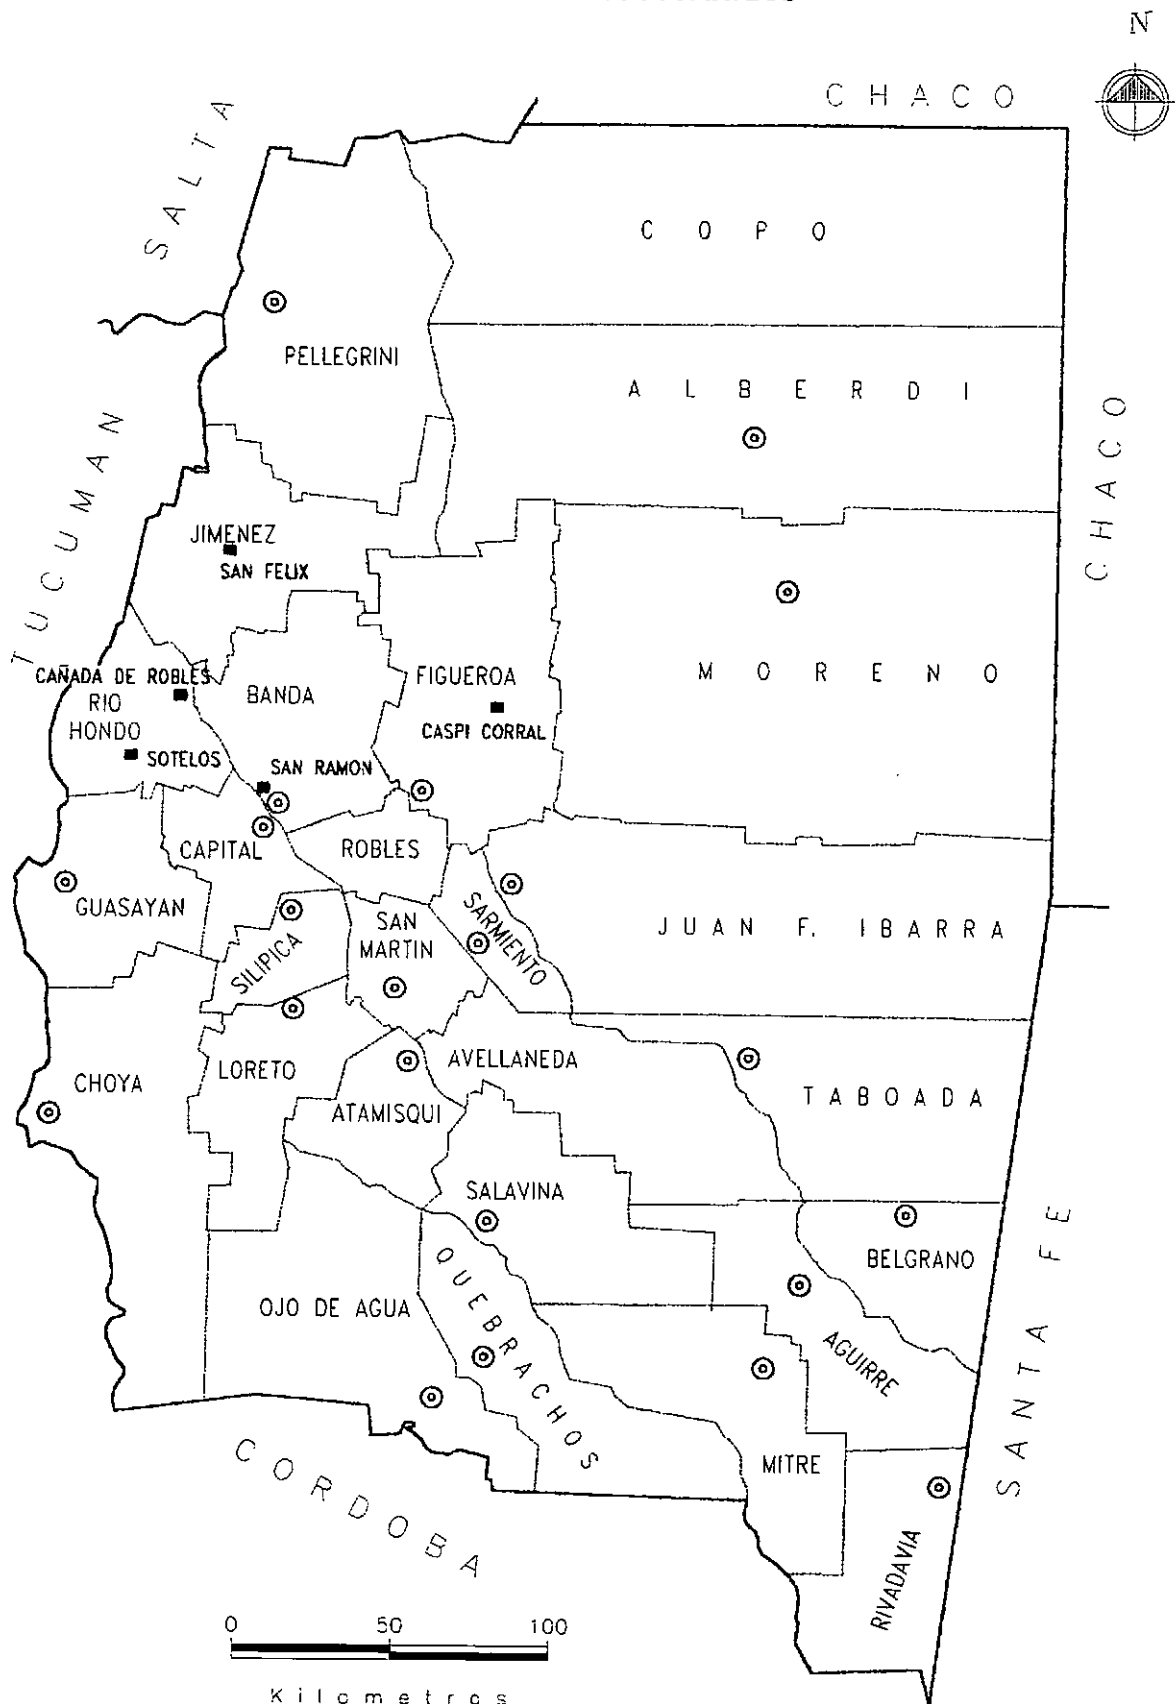 N
CHACO
SALTA
COPO
PELLEGRINI
ALBERDI
CHACO
TUCUMAN
JIMENEZ
SAN FELIX
CAÑADA DE ROBLES
RIO
HONDO
SOTELOS
BANDA
SAN RAMON
FIGUEROA
CASPI CORRAL
MORENO
CAPITAL
ROBLES
GUASAYAN
SILIPICA
SAN
MARTIN
SARMIENTO
JUAN F. IBARRA
CHOYA
LORETO
ATAMISQUI
AVELLANEDA
TABOADA
SALAVINA
BELGRANO
OJO DE AGUA
QUEBRACHOS
AGUIRRE
SANTA FE
MITRE
RIVADAVIA
CORDOBA
0 50 100
Kilometros